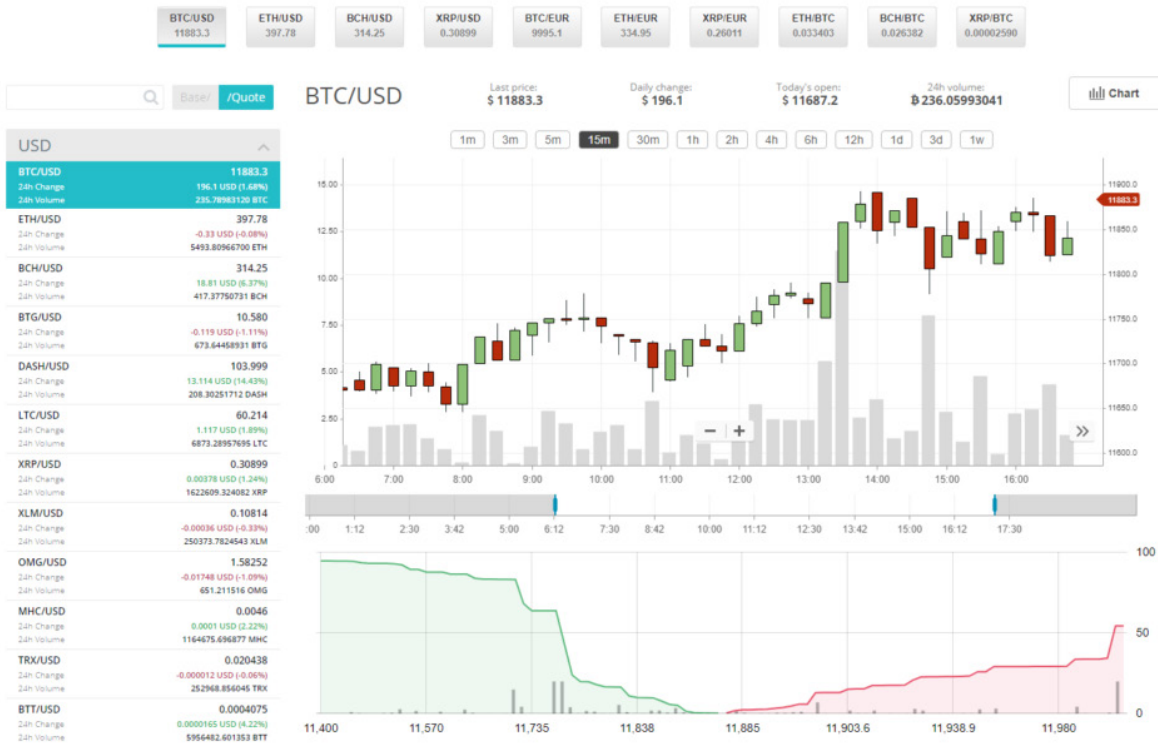 BTC/USD ETH/USD BCH/USD XRP/USD BTC/EUR ETH/EUR XRP/EUR ETH/BTC BCH/BTC XRP/BTC
11883.3 397.78 314.25 0.30899 9995.1 334.95 0.26011 0.033403 0.026382 0.00002590
Base/ /Quote
BTC/USD
Last price: Daily change: Today's open: 24h volume:
$ 11883.3 $ 196.1 $ 11687.2 ₿ 236.05993041
Chart
1m 3m 5m 15m 30m 1h 2h 4h 6h 12h 1d 3d 1w
USD
BTC/USD 11883.3
24h Change 196.1 USD (1.68%)
24h Volume 235.78983120 BTC
ETH/USD 397.78
24h Change -0.33 USD (-0.08%)
24h Volume 5493.80966700 ETH
BCH/USD 314.25
24h Change 18.81 USD (6.37%)
24h Volume 417.37750731 BCH
BTG/USD 10.580
24h Change -0.119 USD (-1.11%)
24h Volume 673.64458931 BTG
DASH/USD 103.999
24h Change 13.114 USD (14.43%)
24h Volume 208.30251712 DASH
LTC/USD 60.214
24h Change 1.117 USD (1.89%)
24h Volume 6873.28957695 LTC
XRP/USD 0.30899
24h Change 0.00378 USD (1.24%)
24h Volume 1622609.324082 XRP
XLM/USD 0.10814
24h Change -0.00036 USD (-0.33%)
24h Volume 250373.7824543 XLM
OMG/USD 1.58252
24h Change -0.01748 USD (-1.09%)
24h Volume 651.211516 OMG
MHC/USD 0.0046
24h Change 0.0001 USD (2.22%)
24h Volume 1164675.696877 MHC
TRX/USD 0.020438
24h Change -0.000012 USD (-0.06%)
24h Volume 252968.856045 TRX
BTT/USD 0.0004075
24h Change 0.0000165 USD (4.22%)
24h Volume 5956482.601353 BTT
15.00
12.50
10.00
7.50
5.00
2.50
0
11900.0
11883.3
11850.0
11800.0
11750.0
11700.0
11650.0
11600.0
− +
»
6:00 7:00 8:00 9:00 10:00 11:00 12:00 13:00 14:00 15:00 16:00
:00 1:12 2:30 3:42 5:00 6:12 7:30 8:42 10:00 11:12 12:30 13:42 15:00 16:12 17:30
100
50
0
11,400 11,570 11,735 11,838 11,885 11,903.6 11,938.9 11,980